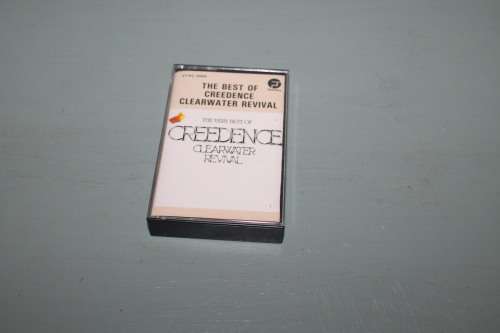 THE BEST OF
CREEDENCE
CLEARWATER REVIVAL
THE VERY BEST OF
CREEDENCE
CLEARWATER
REVIVAL